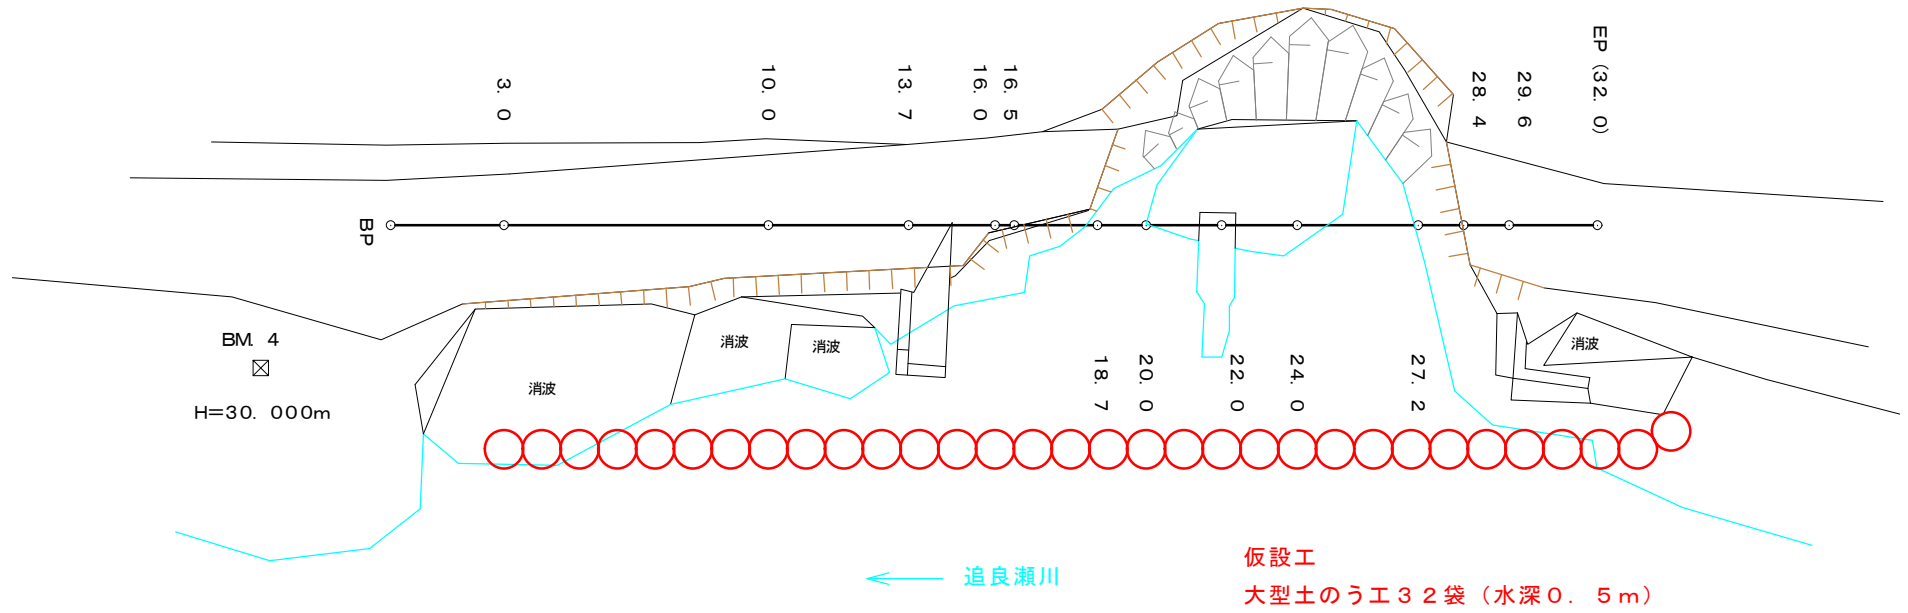 3. 0
10. 0
13. 7
16. 0
16. 5
28. 4
29. 6
EP (32. 0)
BP
BM. 4
H=30. 000m
消波
消波
消波
消波
18. 7
20. 0
22. 0
24. 0
27. 2
追良瀬川
仮設工
大型土のう工32袋（水深0. 5m）